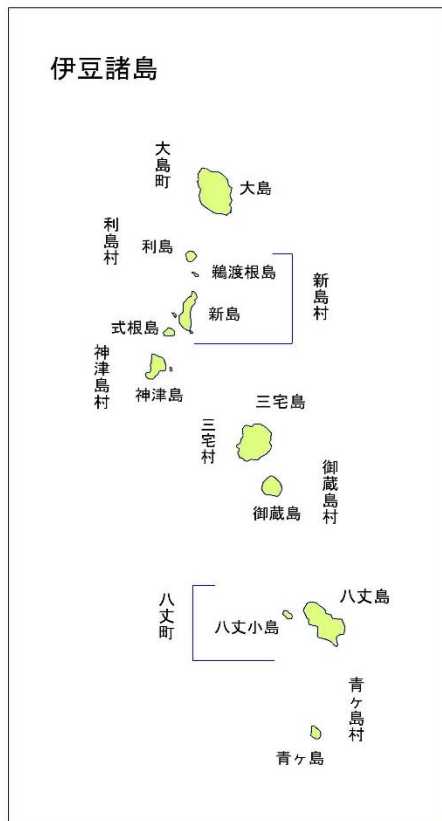 伊豆諸島
大島町
大島
利島村
利島
鵜渡根島
新島村
新島
式根島
神津島村
神津島
三宅島
三宅村
御蔵島村
御蔵島
八丈町
八丈島
八丈小島
青ヶ島村
青ヶ島